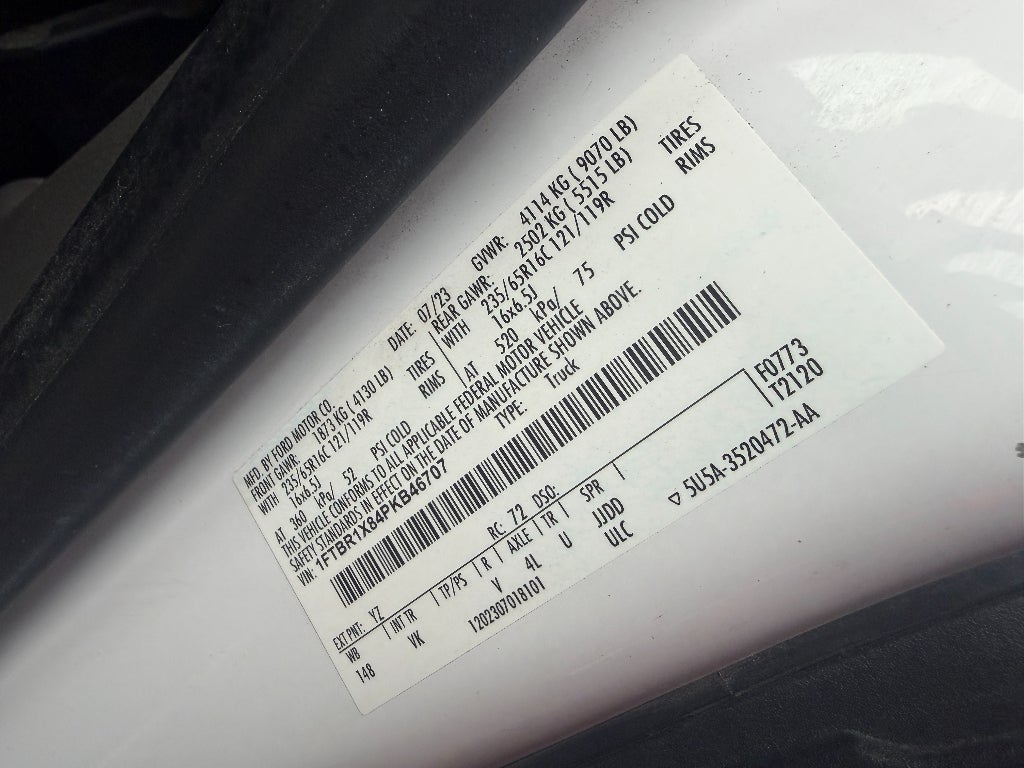 MFD. BY FORD MOTOR CO.
DATE: 07/23 GVWR: 4114 KG ( 9070 LB)
FRONT GAWR: 1873 KG ( 4130 LB) REAR GAWR: 2502 KG ( 5515 LB)
WITH 235/65R16C 121/119R TIRES WITH 235/65R16C 121/119R TIRES
16x6.5J RIMS 16x6.5J RIMS
AT 360 kPa/ 52 PSI COLD AT 520 kPa/ 75 PSI COLD
THIS VEHICLE CONFORMS TO ALL APPLICABLE FEDERAL MOTOR VEHICLE
SAFETY STANDARDS IN EFFECT ON THE DATE OF MANUFACTURE SHOWN ABOVE.
VIN: 1FTBR1X84PKB46707 TYPE: Truck
EXT PNT: YZ RC: 72 DSO: F0773
WB INT TR TP/PS R AXLE TR SPR T2120
148 VK V 4L U JJDD
ULC
1202307018101 ▽ 5U5A-3520472-AA